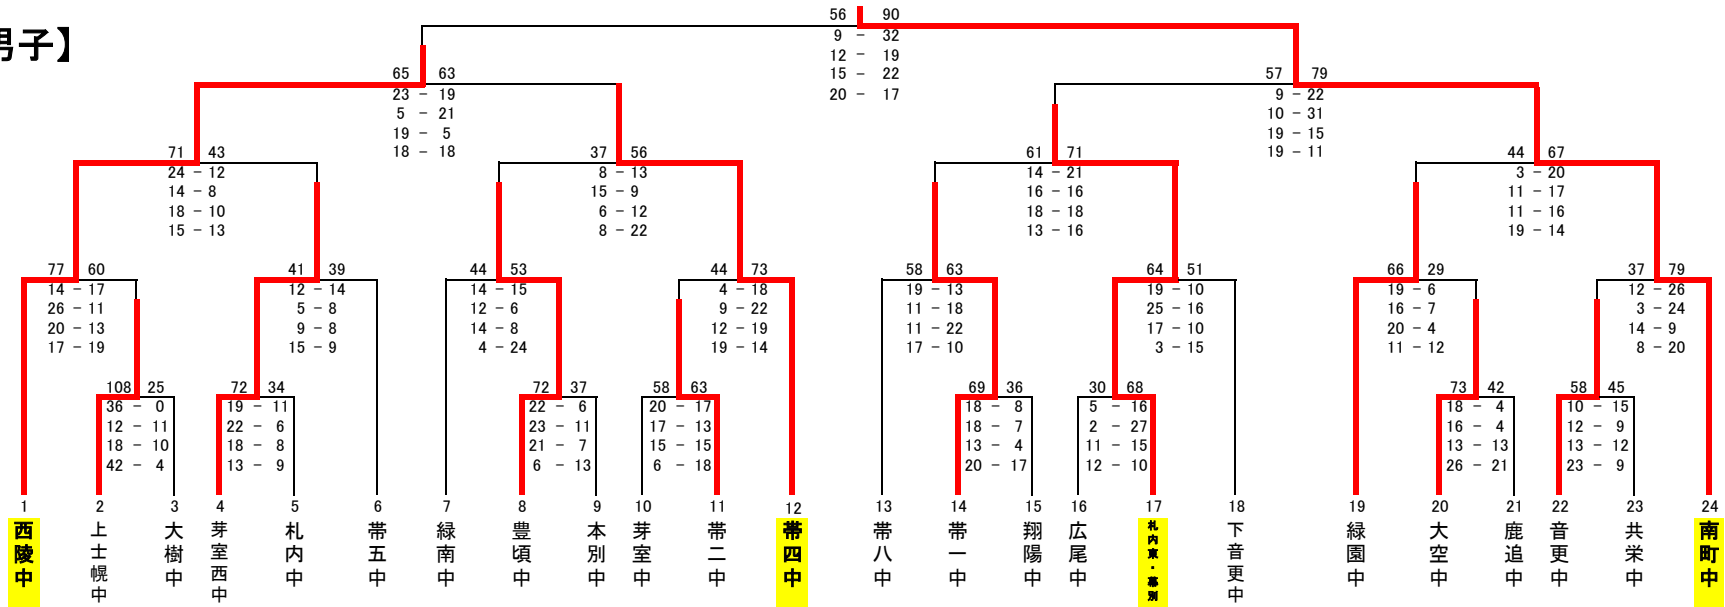 男子】
56 90
9 - 32
12 - 19
15 - 22
20 - 17
65 63
23 - 19
5 - 21
19 - 5
18 - 18
57 79
9 - 22
10 - 31
19 - 15
19 - 11
71 43
24 - 12
14 - 8
18 - 10
15 - 13
37 56
8 - 13
15 - 9
6 - 12
8 - 22
61 71
14 - 21
16 - 16
18 - 18
13 - 16
44 67
3 - 20
11 - 17
11 - 16
19 - 14
77 60
14 - 17
26 - 11
20 - 13
17 - 19
41 39
12 - 14
5 - 8
9 - 8
15 - 9
44 53
14 - 15
12 - 6
14 - 8
4 - 24
44 73
4 - 18
9 - 22
12 - 19
19 - 14
58 63
19 - 13
11 - 18
11 - 22
17 - 10
64 51
19 - 10
25 - 16
17 - 10
3 - 15
66 29
19 - 6
16 - 7
20 - 4
11 - 12
37 79
12 - 26
3 - 24
14 - 9
8 - 20
108 25
36 - 0
12 - 11
18 - 10
42 - 4
72 34
19 - 11
22 - 6
18 - 8
13 - 9
72 37
22 - 6
23 - 11
21 - 7
6 - 13
58 63
20 - 17
17 - 13
15 - 15
6 - 18
69 36
18 - 8
18 - 7
13 - 4
20 - 17
30 68
5 - 16
2 - 27
11 - 15
12 - 10
73 42
18 - 4
16 - 4
13 - 13
26 - 21
58 45
10 - 15
12 - 9
13 - 12
23 - 9
1
西陵中
2
上士幌中
3
大樹中
4
芽室西中
5
札内中
6
帯五中
7
緑南中
8
豊頃中
9
本別中
10
芽室中
11
帯二中
12
帯四中
13
帯八中
14
帯一中
15
翔陽中
16
広尾中
17
札内東・幕別
18
下音更中
19
緑園中
20
大空中
21
鹿追中
22
音更中
23
共栄中
24
南町中